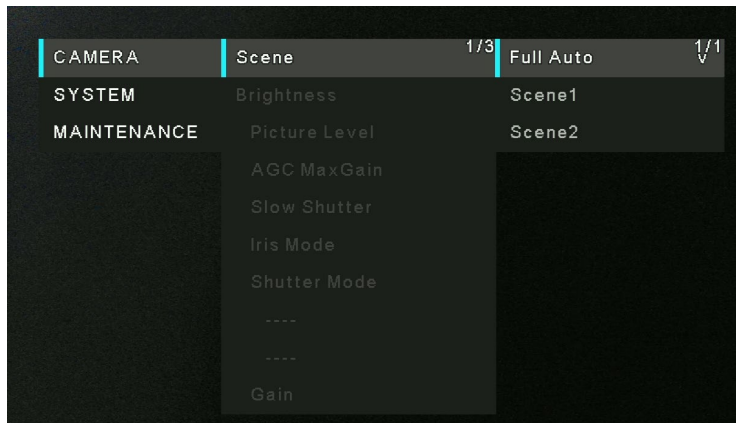 CAMERA
SYSTEM
MAINTENANCE
Scene 1/3
Brightness
Picture Level
AGC MaxGain
Slow Shutter
Iris Mode
Shutter Mode
----
----
Gain
Full Auto 1/1
v
Scene1
Scene2